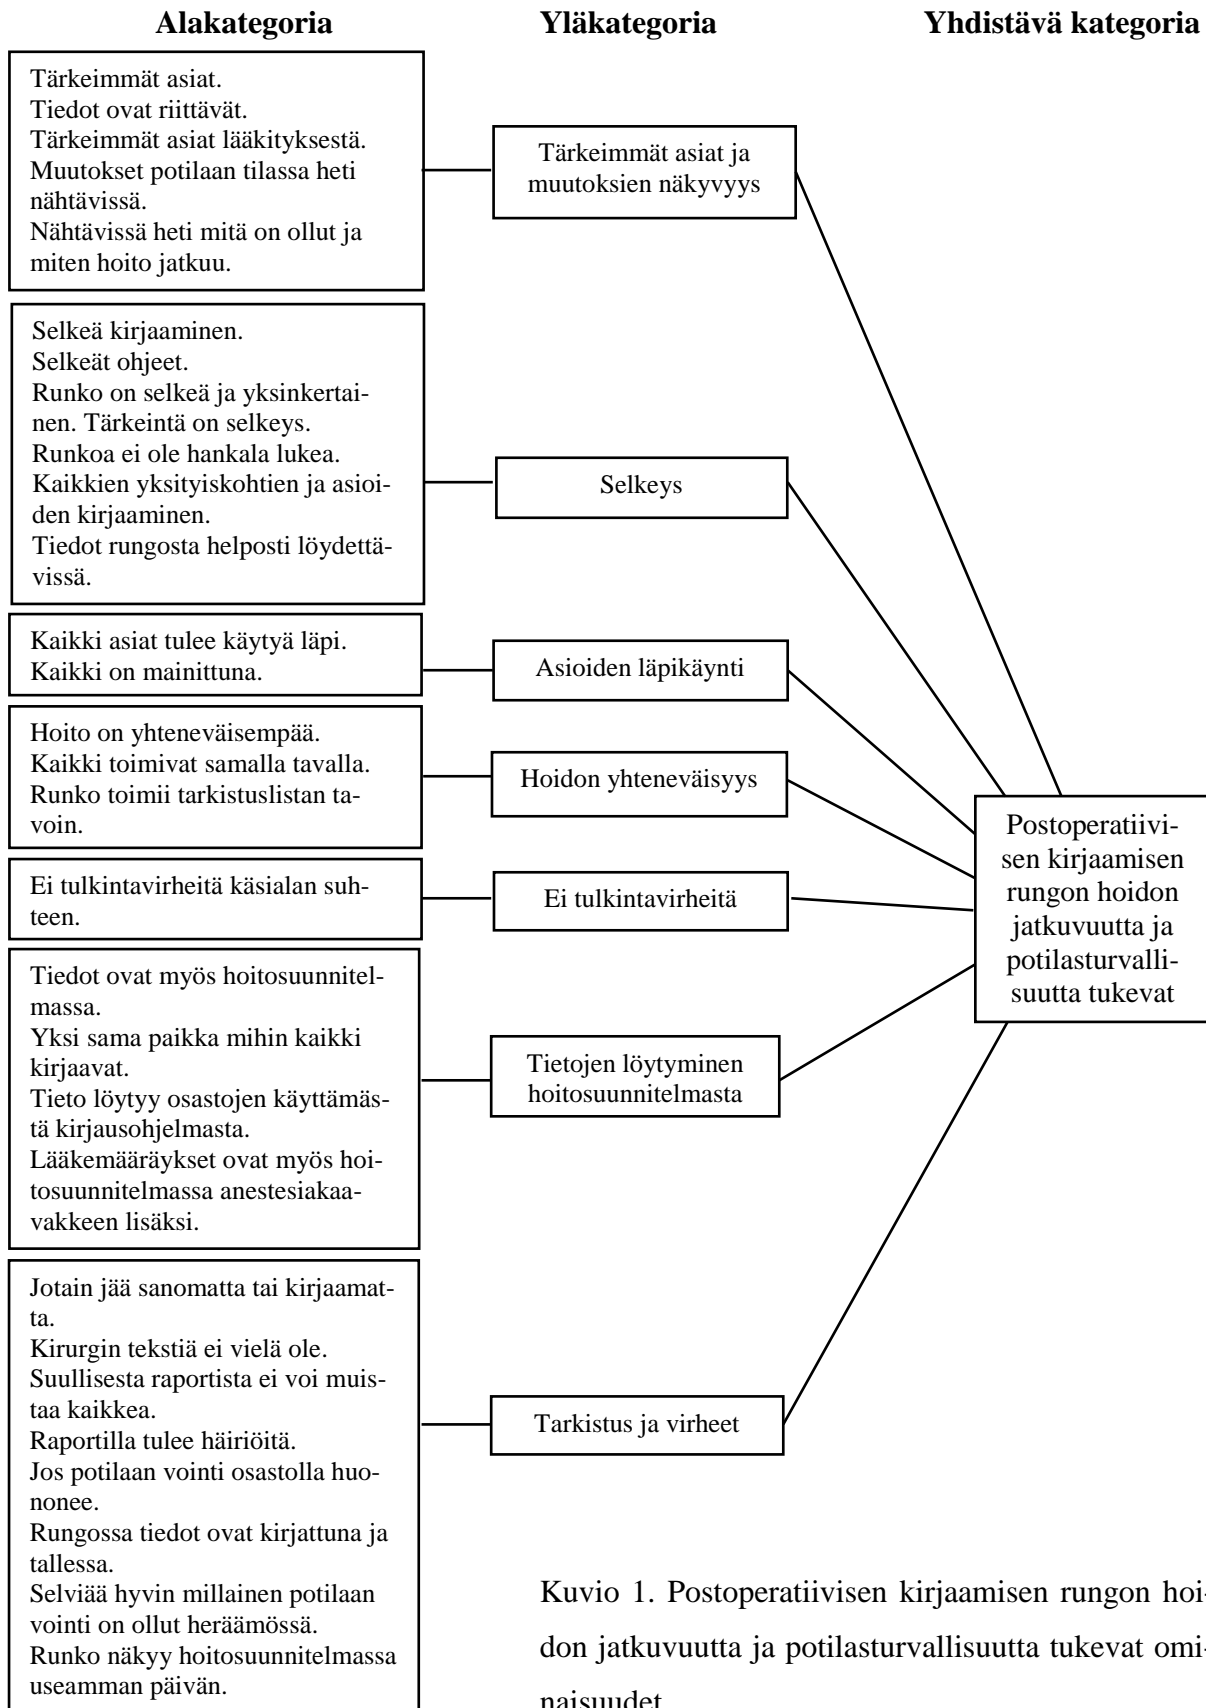 Alakategoria Yläkategoria Yhdistävä kategoria
Tärkeimmät asiat.
Tiedot ovat riittävät.
Tärkeimmät asiat lääkityksestä.
Muutokset potilaan tilassa heti
nähtävissä.
Nähtävissä heti mitä on ollut ja
miten hoito jatkuu.
Tärkeimmät asiat ja
muutoksien näkyvyys
Selkeä kirjaaminen.
Selkeät ohjeet.
Runko on selkeä ja yksinkertai-
nen. Tärkeintä on selkeys.
Runkoa ei ole hankala lukea.
Kaikkien yksityiskohtien ja asioi-
den kirjaaminen.
Tiedot rungosta helposti löydettä-
vissä.
Selkeys
Kaikki asiat tulee käytyä läpi.
Kaikki on mainittuna.
Asioiden läpikäynti
Hoito on yhteneväisempää.
Kaikki toimivat samalla tavalla.
Runko toimii tarkistuslistan ta-
voin.
Hoidon yhteneväisyys
Ei tulkintavirheitä käsialan suh-
teen.
Ei tulkintavirheitä
Tiedot ovat myös hoitosuunnitel-
massa.
Yksi sama paikka mihin kaikki
kirjaavat.
Tieto löytyy osastojen käyttämäs-
tä kirjausohjelmasta.
Lääkemääräykset ovat myös hoi-
tosuunnitelmassa anestesiakaa-
vakkeen lisäksi.
Tietojen löytyminen
hoitosuunnitelmasta
Jotain jää sanomatta tai kirjaamat-
ta.
Kirurgin tekstiä ei vielä ole.
Suullisesta raportista ei voi muis-
taa kaikkea.
Raportilla tulee häiriöitä.
Jos potilaan vointi osastolla huo-
nonee.
Rungossa tiedot ovat kirjattuna ja
tallessa.
Selviää hyvin millainen potilaan
vointi on ollut heräämössä.
Runko näkyy hoitosuunnitelmassa
useamman päivän.
Tarkistus ja virheet
Postoperatiivi-
sen kirjaamisen
rungon hoidon
jatkuvuutta ja
potilasturvalli-
suutta tukevat
Kuvio 1. Postoperatiivisen kirjaamisen rungon hoi-
don jatkuvuutta ja potilasturvallisuutta tukevat omi-
naisuudet